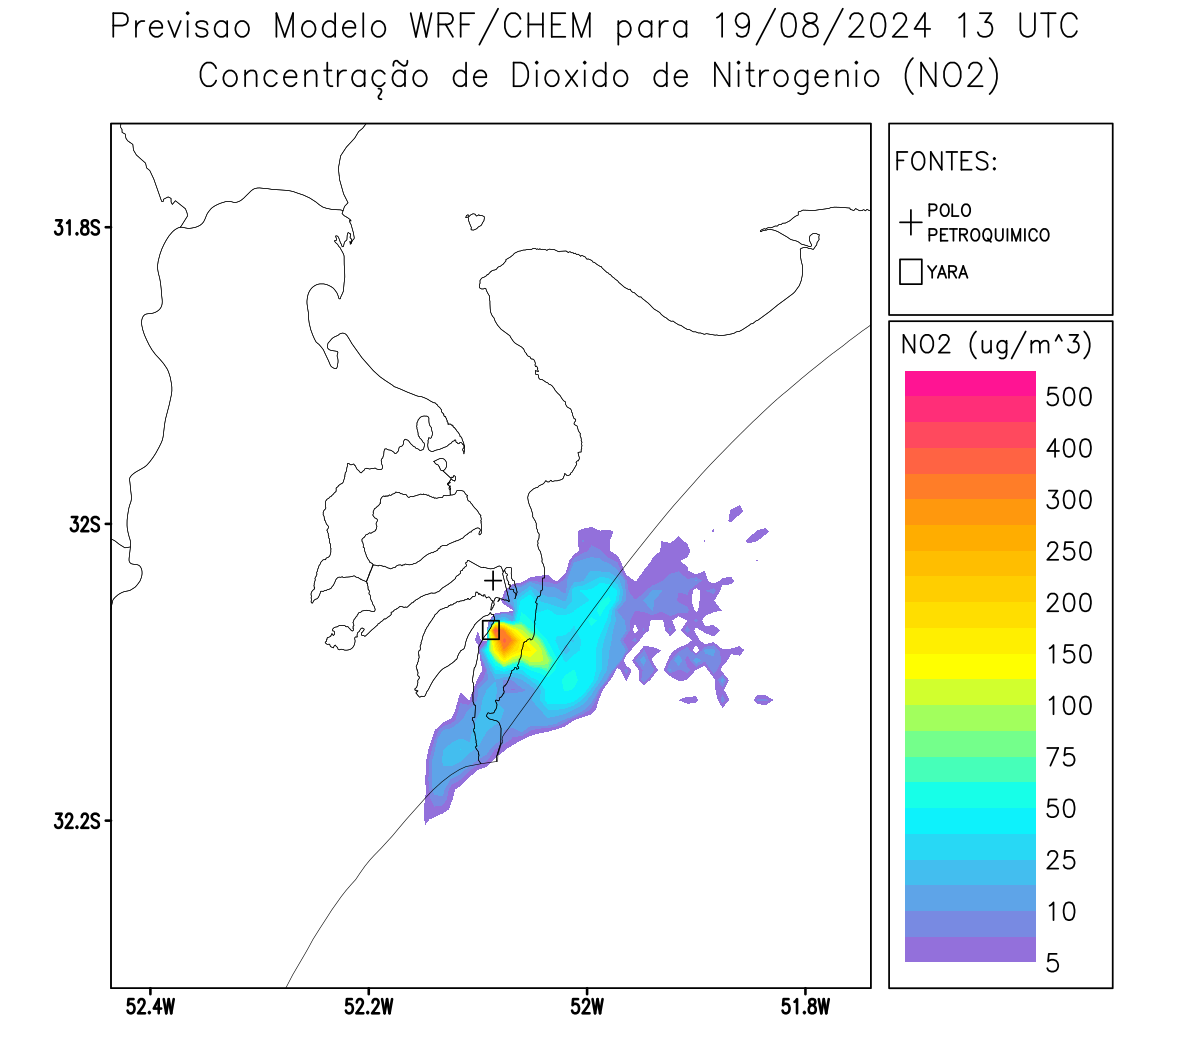 Previsao Modelo WRF/CHEM para 19/08/2024 13 UTC
Concentração de Dioxido de Nitrogenio (NO2)
FONTES:
POLO
PETROQUIMICO
YARA
NO2 (ug/m^3)
500
400
300
250
200
150
100
75
50
25
10
5
31.8S
32S
32.2S
52.4W
52.2W
52W
51.8W